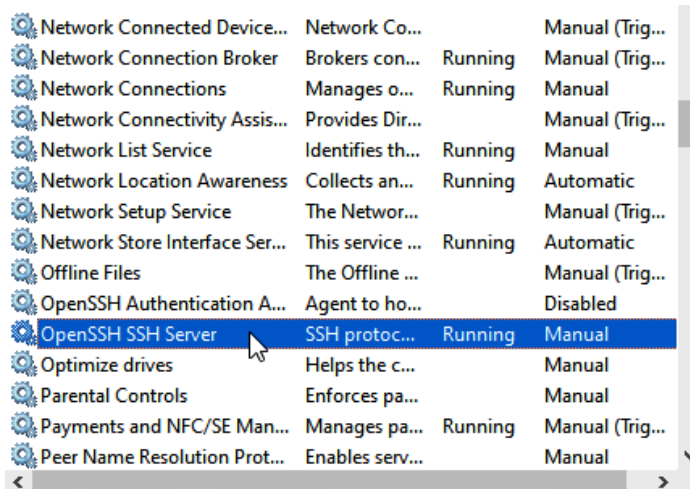 Network Connected Device... Network Co... Manual (Trig...
Network Connection Broker Brokers con... Running Manual (Trig...
Network Connections Manages o... Running Manual
Network Connectivity Assis... Provides Dir... Manual (Trig...
Network List Service Identifies th... Running Manual
Network Location Awareness Collects an... Running Automatic
Network Setup Service The Networ... Manual (Trig...
Network Store Interface Ser... This service ... Running Automatic
Offline Files The Offline ... Manual (Trig...
OpenSSH Authentication A... Agent to ho... Disabled
OpenSSH SSH Server SSH protoc... Running Manual
Optimize drives Helps the c... Manual
Parental Controls Enforces pa... Manual
Payments and NFC/SE Man... Manages pa... Running Manual (Trig...
Peer Name Resolution Prot... Enables serv... Manual